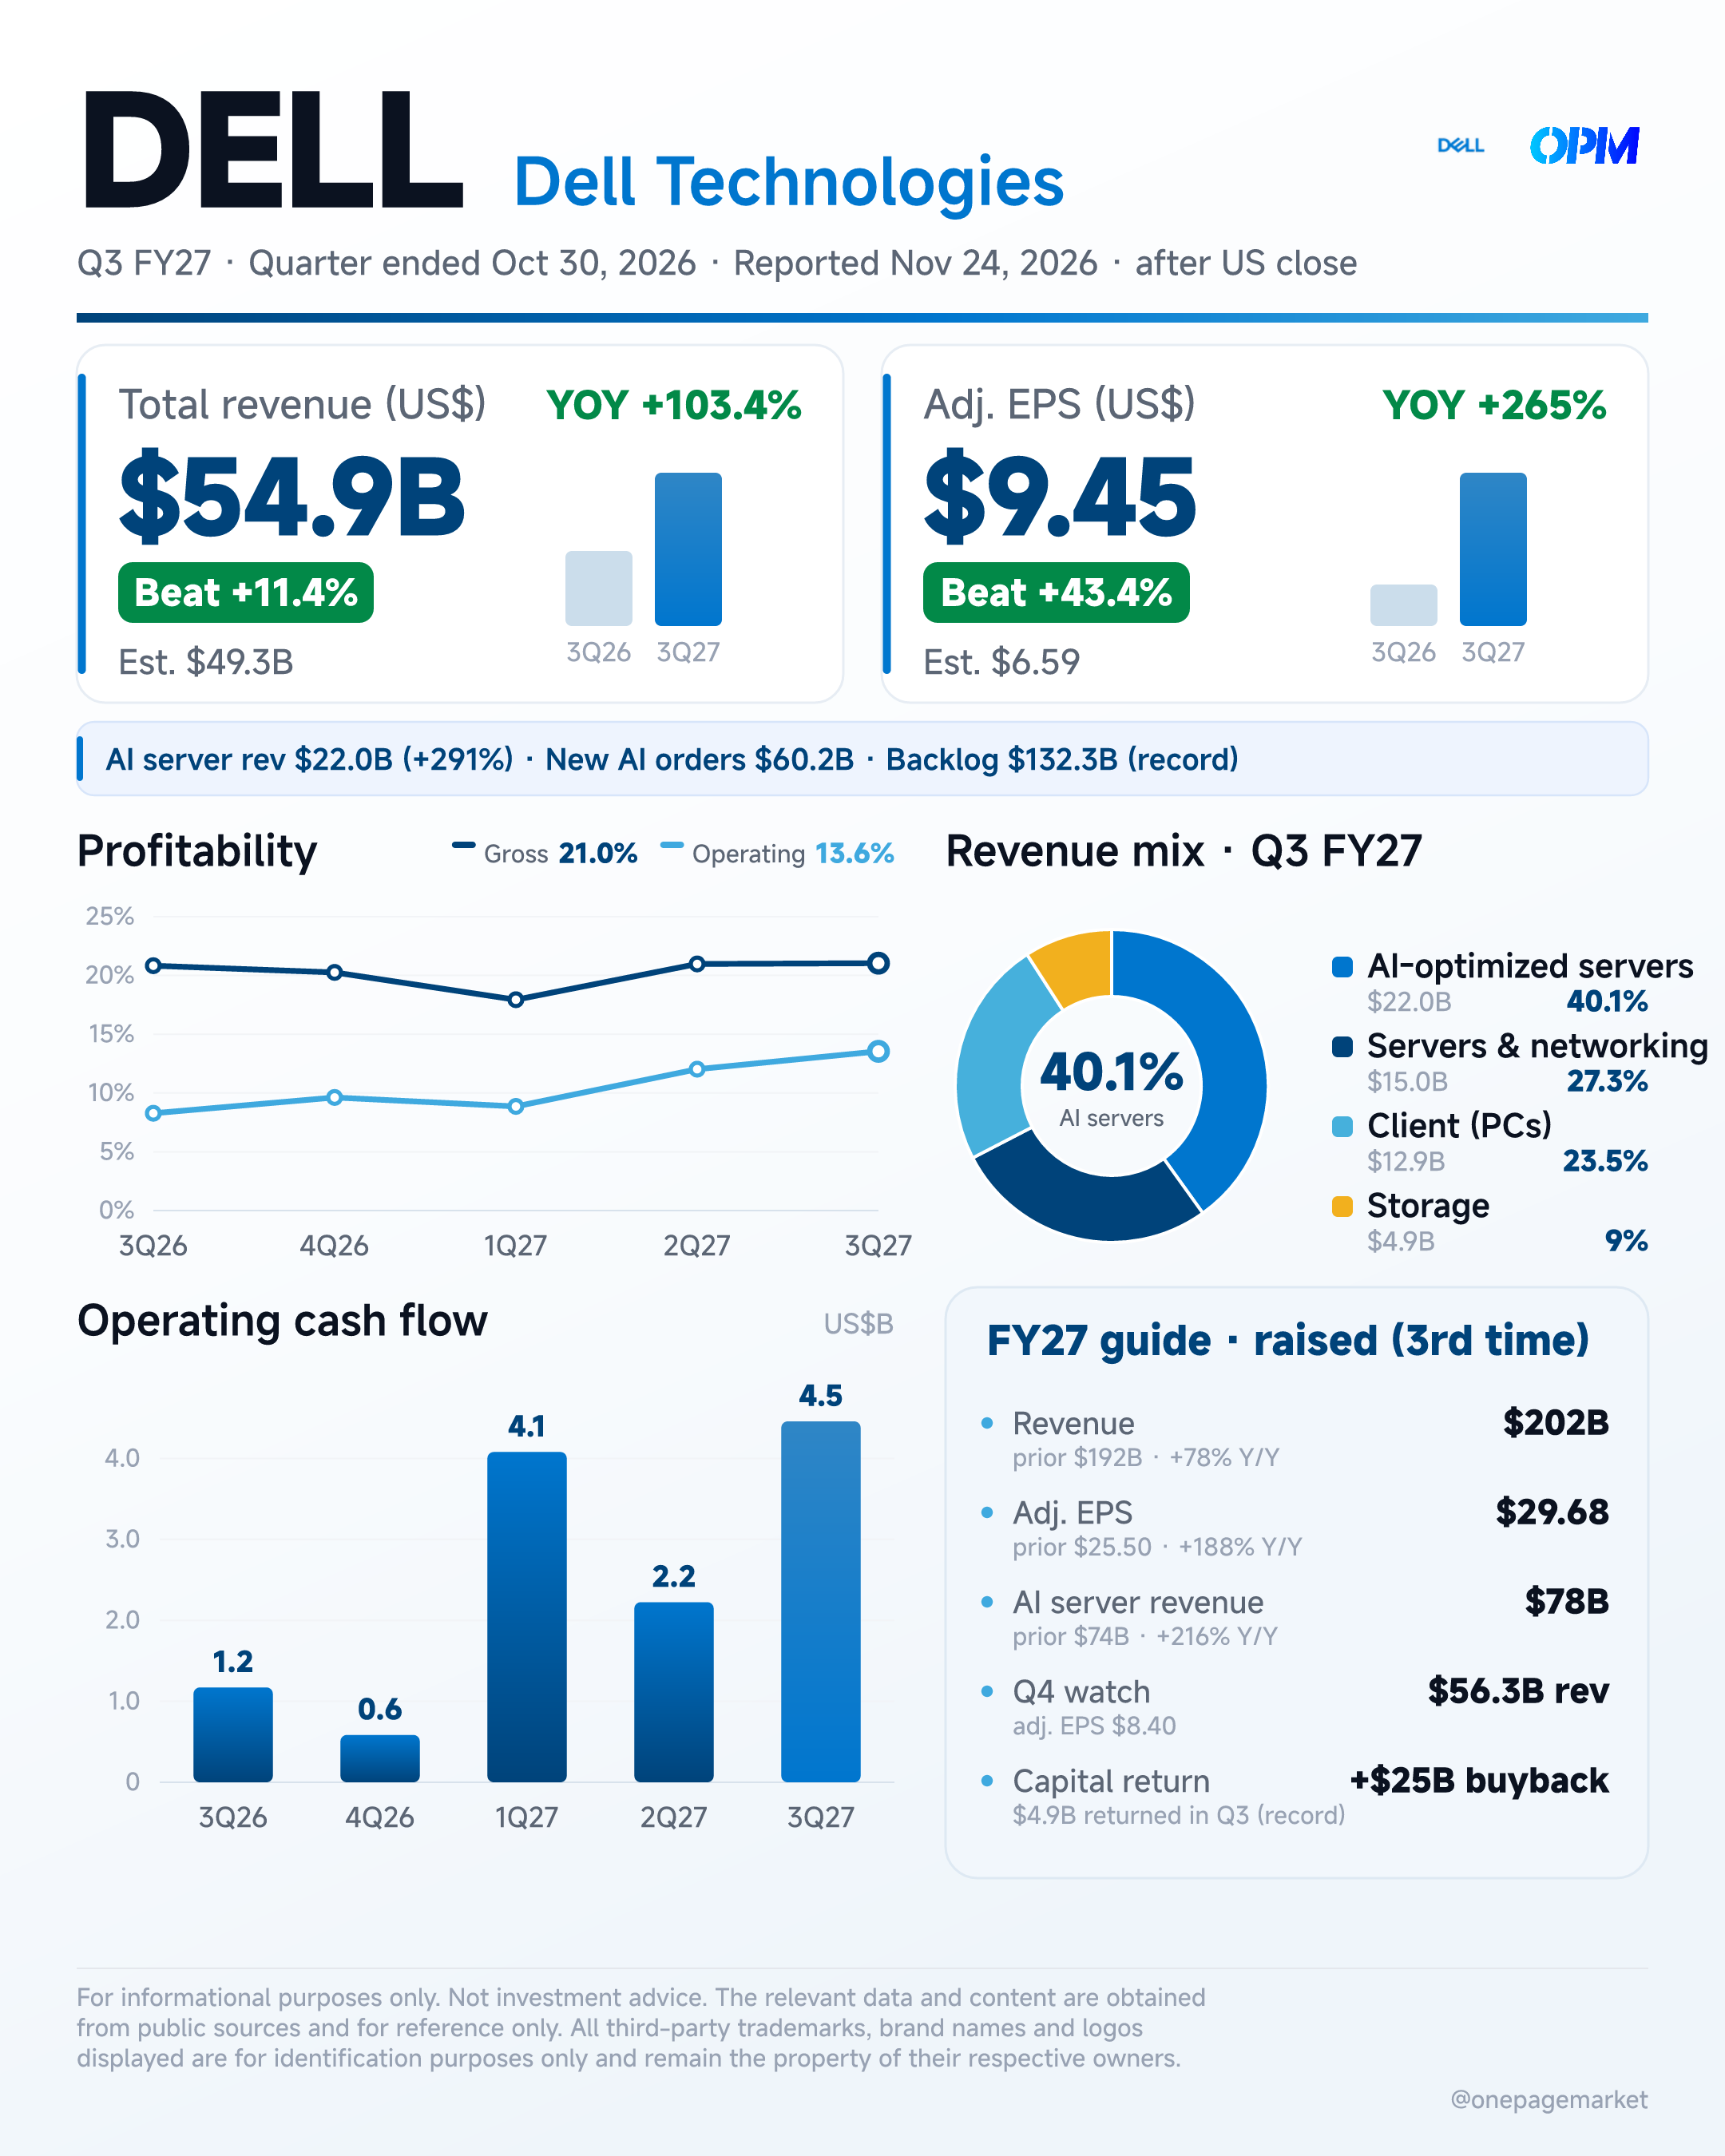 DELL Dell Technologies
DELL OPM
Q3 FY27 · Quarter ended Oct 30, 2026 · Reported Nov 24, 2026 · after US close
Total revenue (US$) YOY +103.4%
$54.9B
Beat +11.4%
Est. $49.3B
3Q26 3Q27
Adj. EPS (US$) YOY +265%
$9.45
Beat +43.4%
Est. $6.59
3Q26 3Q27
AI server rev $22.0B (+291%) · New AI orders $60.2B · Backlog $132.3B (record)
Profitability
Gross 21.0% Operating 13.6%
25%
20%
15%
10%
5%
0%
3Q26 4Q26 1Q27 2Q27 3Q27
Revenue mix · Q3 FY27
40.1%
AI servers
AI-optimized servers
$22.0B 40.1%
Servers & networking
$15.0B 27.3%
Client (PCs)
$12.9B 23.5%
Storage
$4.9B 9%
Operating cash flow US$B
4.0
3.0
2.0
1.0
0
1.2
0.6
4.1
2.2
4.5
3Q26 4Q26 1Q27 2Q27 3Q27
FY27 guide · raised (3rd time)
Revenue $202B
prior $192B · +78% Y/Y
Adj. EPS $29.68
prior $25.50 · +188% Y/Y
AI server revenue $78B
prior $74B · +216% Y/Y
Q4 watch $56.3B rev
adj. EPS $8.40
Capital return +$25B buyback
$4.9B returned in Q3 (record)
For informational purposes only. Not investment advice. The relevant data and content are obtained
from public sources and for reference only. All third-party trademarks, brand names and logos
displayed are for identification purposes only and remain the property of their respective owners.
@onepagemarket